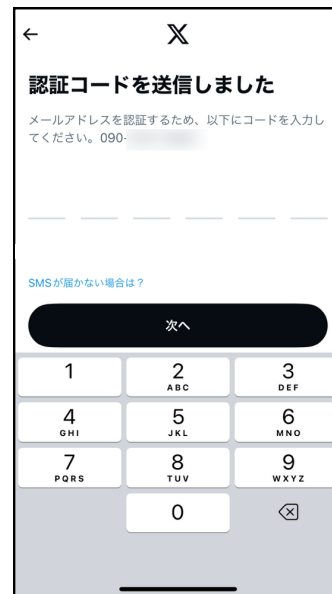 認証コードを送信しました
メールアドレスを認証するため、以下にコードを入力し
てください。090-
SMSが届かない場合は？
次へ
1
2
ABC
3
DEF
4
GHI
5
JKL
6
MNO
7
PQRS
8
TUV
9
WXYZ
0